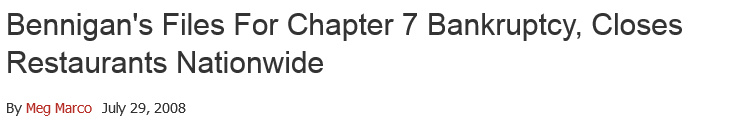 Bennigan's Files For Chapter 7 Bankruptcy, Closes
Restaurants Nationwide
By Meg Marco July 29, 2008